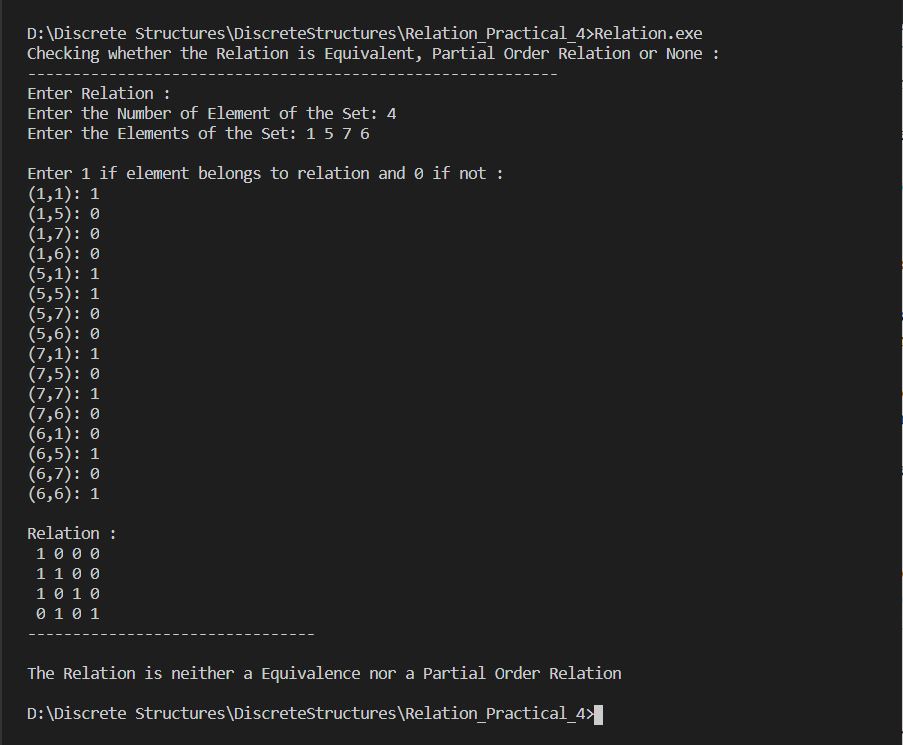 D:\Discrete Structures\DiscreteStructures\Relation_Practical_4>Relation.exe
Checking whether the Relation is Equivalent, Partial Order Relation or None :
-----------------------------------------------------------
Enter Relation :
Enter the Number of Element of the Set: 4
Enter the Elements of the Set: 1 5 7 6
Enter 1 if element belongs to relation and 0 if not :
(1,1): 1
(1,5): 0
(1,7): 0
(1,6): 0
(5,1): 1
(5,5): 1
(5,7): 0
(5,6): 0
(7,1): 1
(7,5): 0
(7,7): 1
(7,6): 0
(6,1): 0
(6,5): 1
(6,7): 0
(6,6): 1
Relation :
1 0 0 0
1 1 0 0
1 0 1 0
0 1 0 1
--------------------------------
The Relation is neither a Equivalence nor a Partial Order Relation
D:\Discrete Structures\DiscreteStructures\Relation_Practical_4>